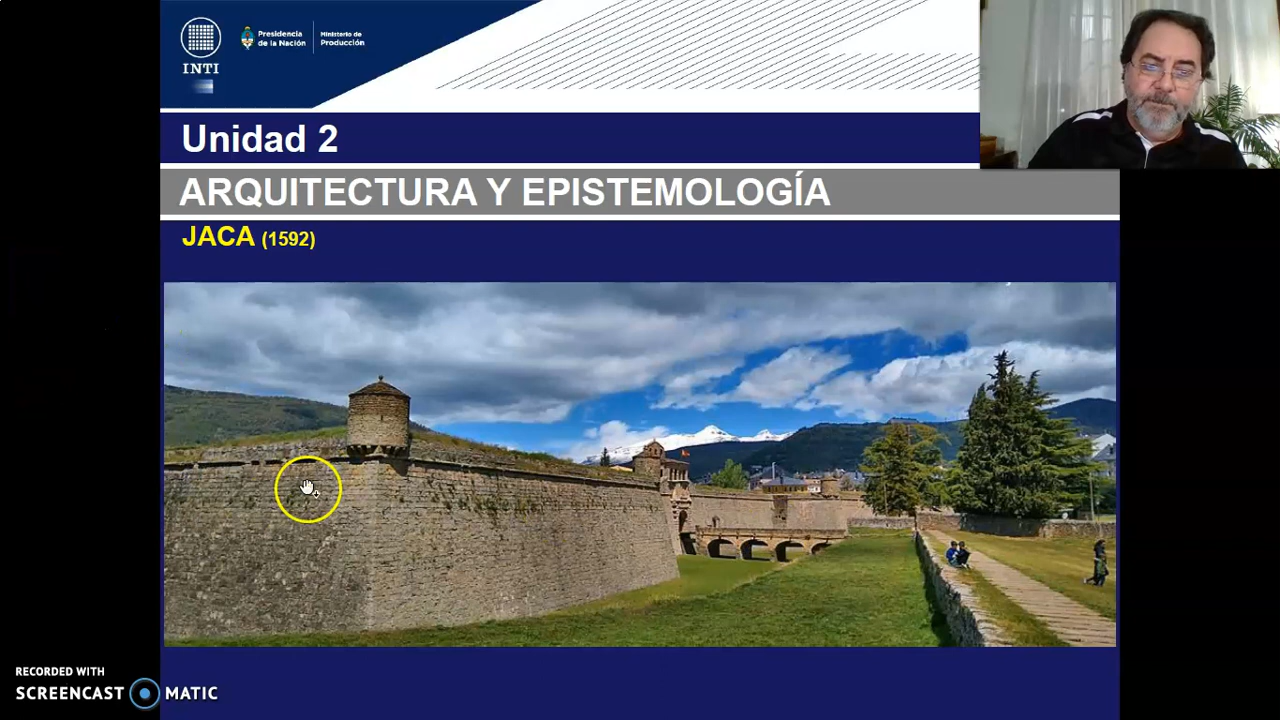 INTI
Presidencia
de la Nación
Ministerio de
Producción
Unidad 2
ARQUITECTURA Y EPISTEMOLOGÍA
JACA (1592)
RECORDED WITH
SCREENCAST MATIC